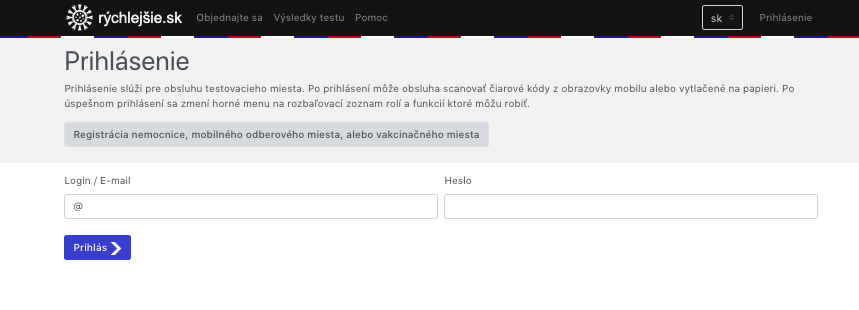 rýchlejšie.sk Objednajte sa Výsledky testu Pomoc sk Prihlásenie
Prihlásenie
Prihlásenie slúži pre obsluhu testovacieho miesta. Po prihlásení môže obsluha scanovať čiarové kódy z obrazovky mobilu alebo vytlačené na papieri. Po
úspešnom prihlásení sa zmení horné menu na rozbaľovací zoznam rolí a funkcií ktoré môžu robiť.
Registrácia nemocnice, mobilného odberového miesta, alebo vakcinačného miesta
Login / E-mail Heslo
@
Prihlás